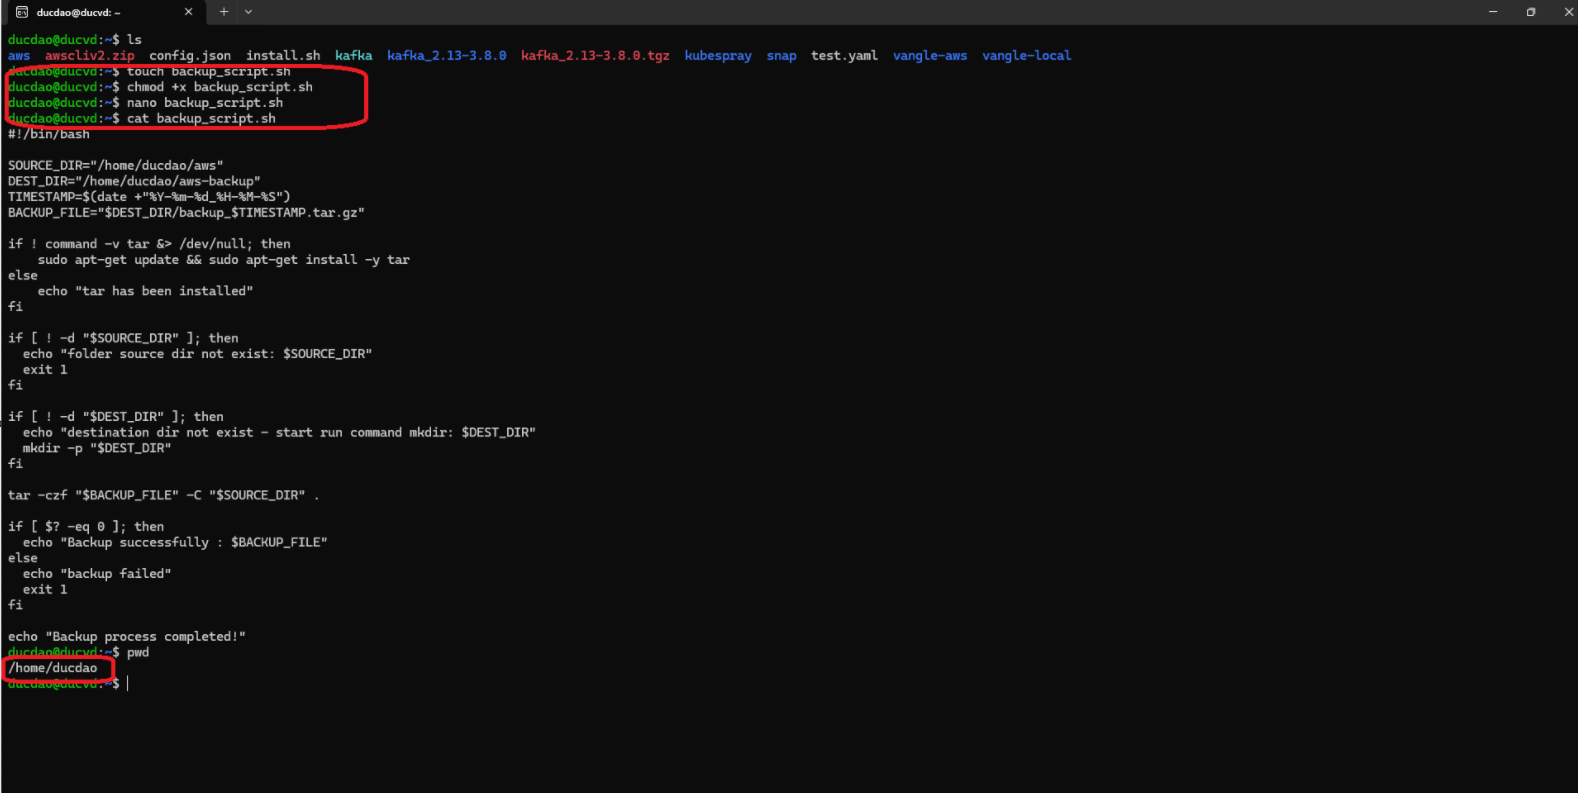 ducdao@ducvd: ~
ducdao@ducvd:~$ ls
aws awscliv2.zip config.json install.sh kafka kafka_2.13-3.8.0 kafka_2.13-3.8.0.tgz kubespray snap test.yaml vangle-aws vangle-local
ducdao@ducvd:~$ touch backup_script.sh
ducdao@ducvd:~$ chmod +x backup_script.sh
ducdao@ducvd:~$ nano backup_script.sh
ducdao@ducvd:~$ cat backup_script.sh
#!/bin/bash
SOURCE_DIR="/home/ducdao/aws"
DEST_DIR="/home/ducdao/aws-backup"
TIMESTAMP=$(date +"%Y-%m-%d_%H-%M-%S")
BACKUP_FILE="$DEST_DIR/backup_$TIMESTAMP.tar.gz"
if ! command -v tar &> /dev/null; then
    sudo apt-get update && sudo apt-get install -y tar
else
    echo "tar has been installed"
fi
if [ ! -d "$SOURCE_DIR" ]; then
  echo "folder source dir not exist: $SOURCE_DIR"
  exit 1
fi
if [ ! -d "$DEST_DIR" ]; then
  echo "destination dir not exist - start run command mkdir: $DEST_DIR"
  mkdir -p "$DEST_DIR"
fi
tar -czf "$BACKUP_FILE" -C "$SOURCE_DIR" .
if [ $? -eq 0 ]; then
  echo "Backup successfully : $BACKUP_FILE"
else
  echo "backup failed"
  exit 1
fi
echo "Backup process completed!"
ducdao@ducvd:~$ pwd
/home/ducdao
ducdao@ducvd:~$